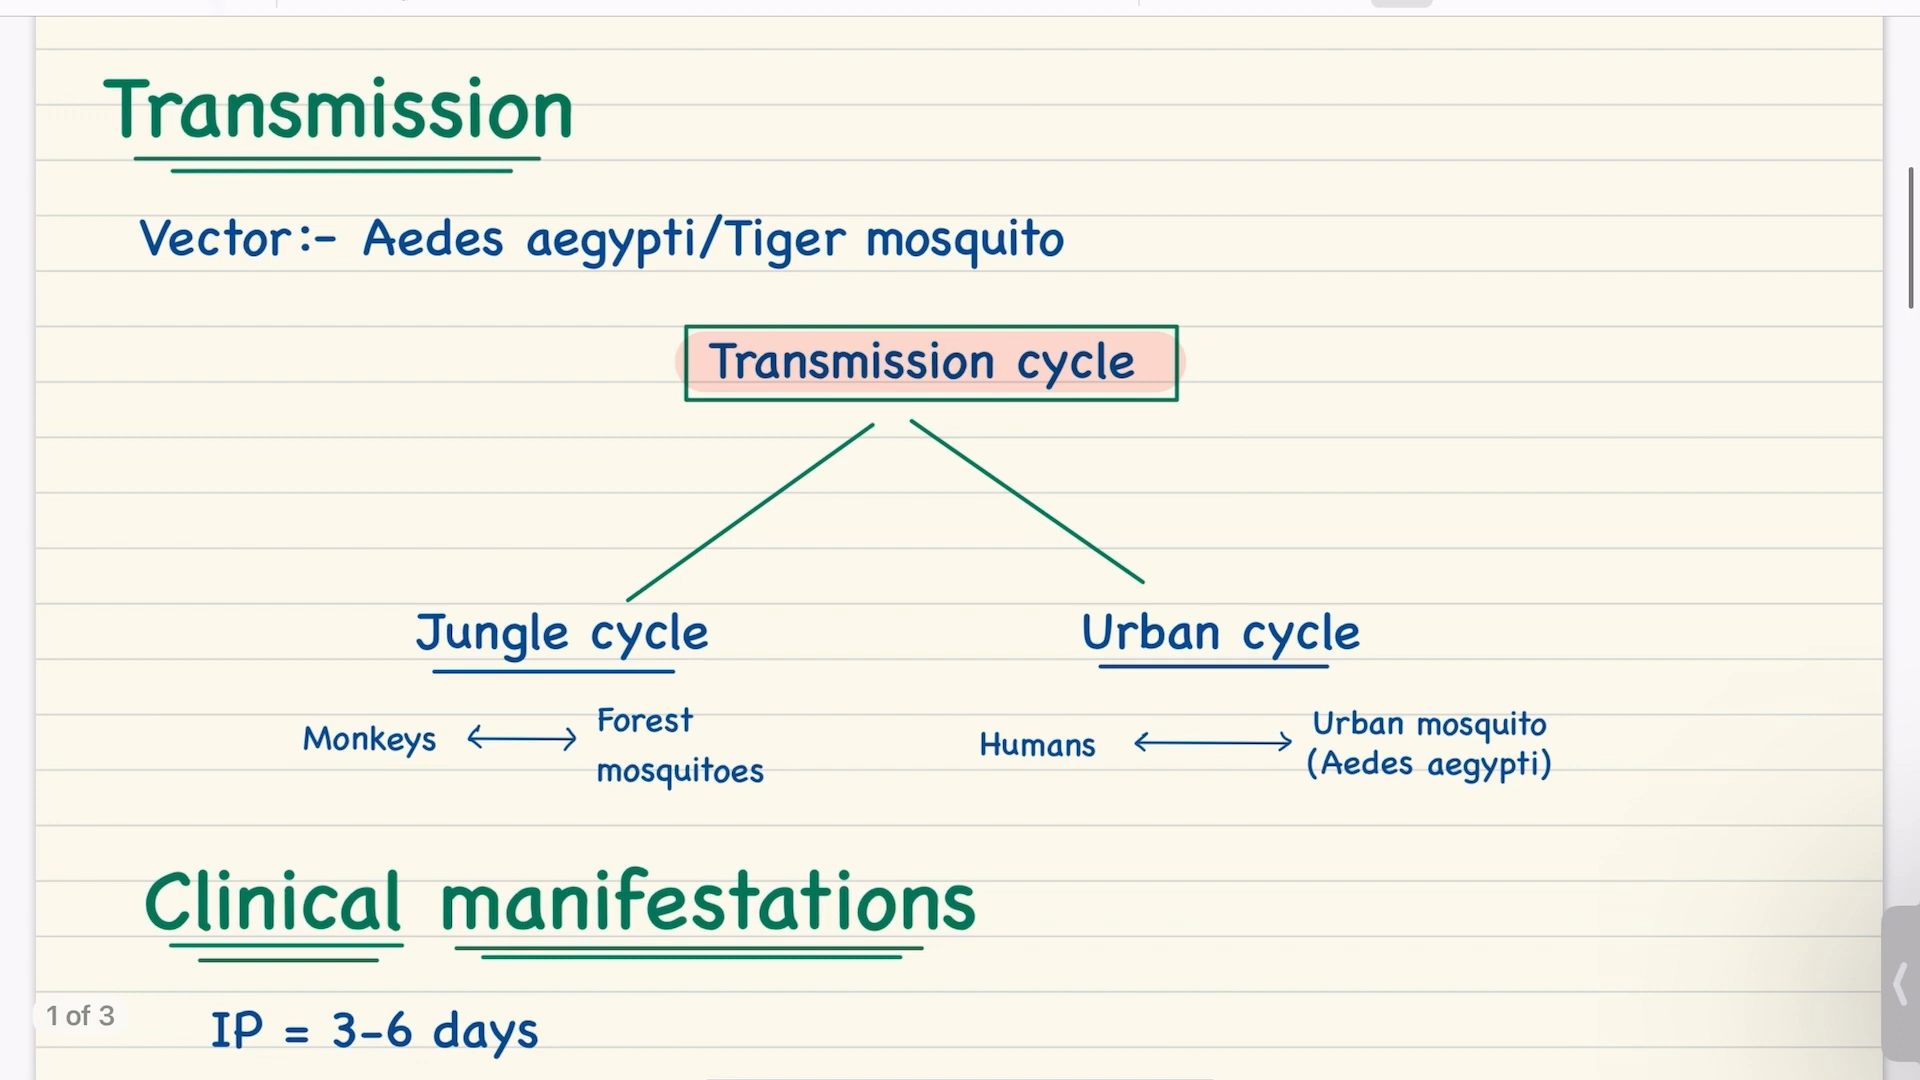 Transmission
Vector:- Aedes aegypti/Tiger mosquito
Transmission cycle
Jungle cycle
Urban cycle
Monkeys
Forest
mosquitoes
Humans
Urban mosquito
(Aedes aegypti)
Clinical manifestations
1 of 3
IP = 3-6 days